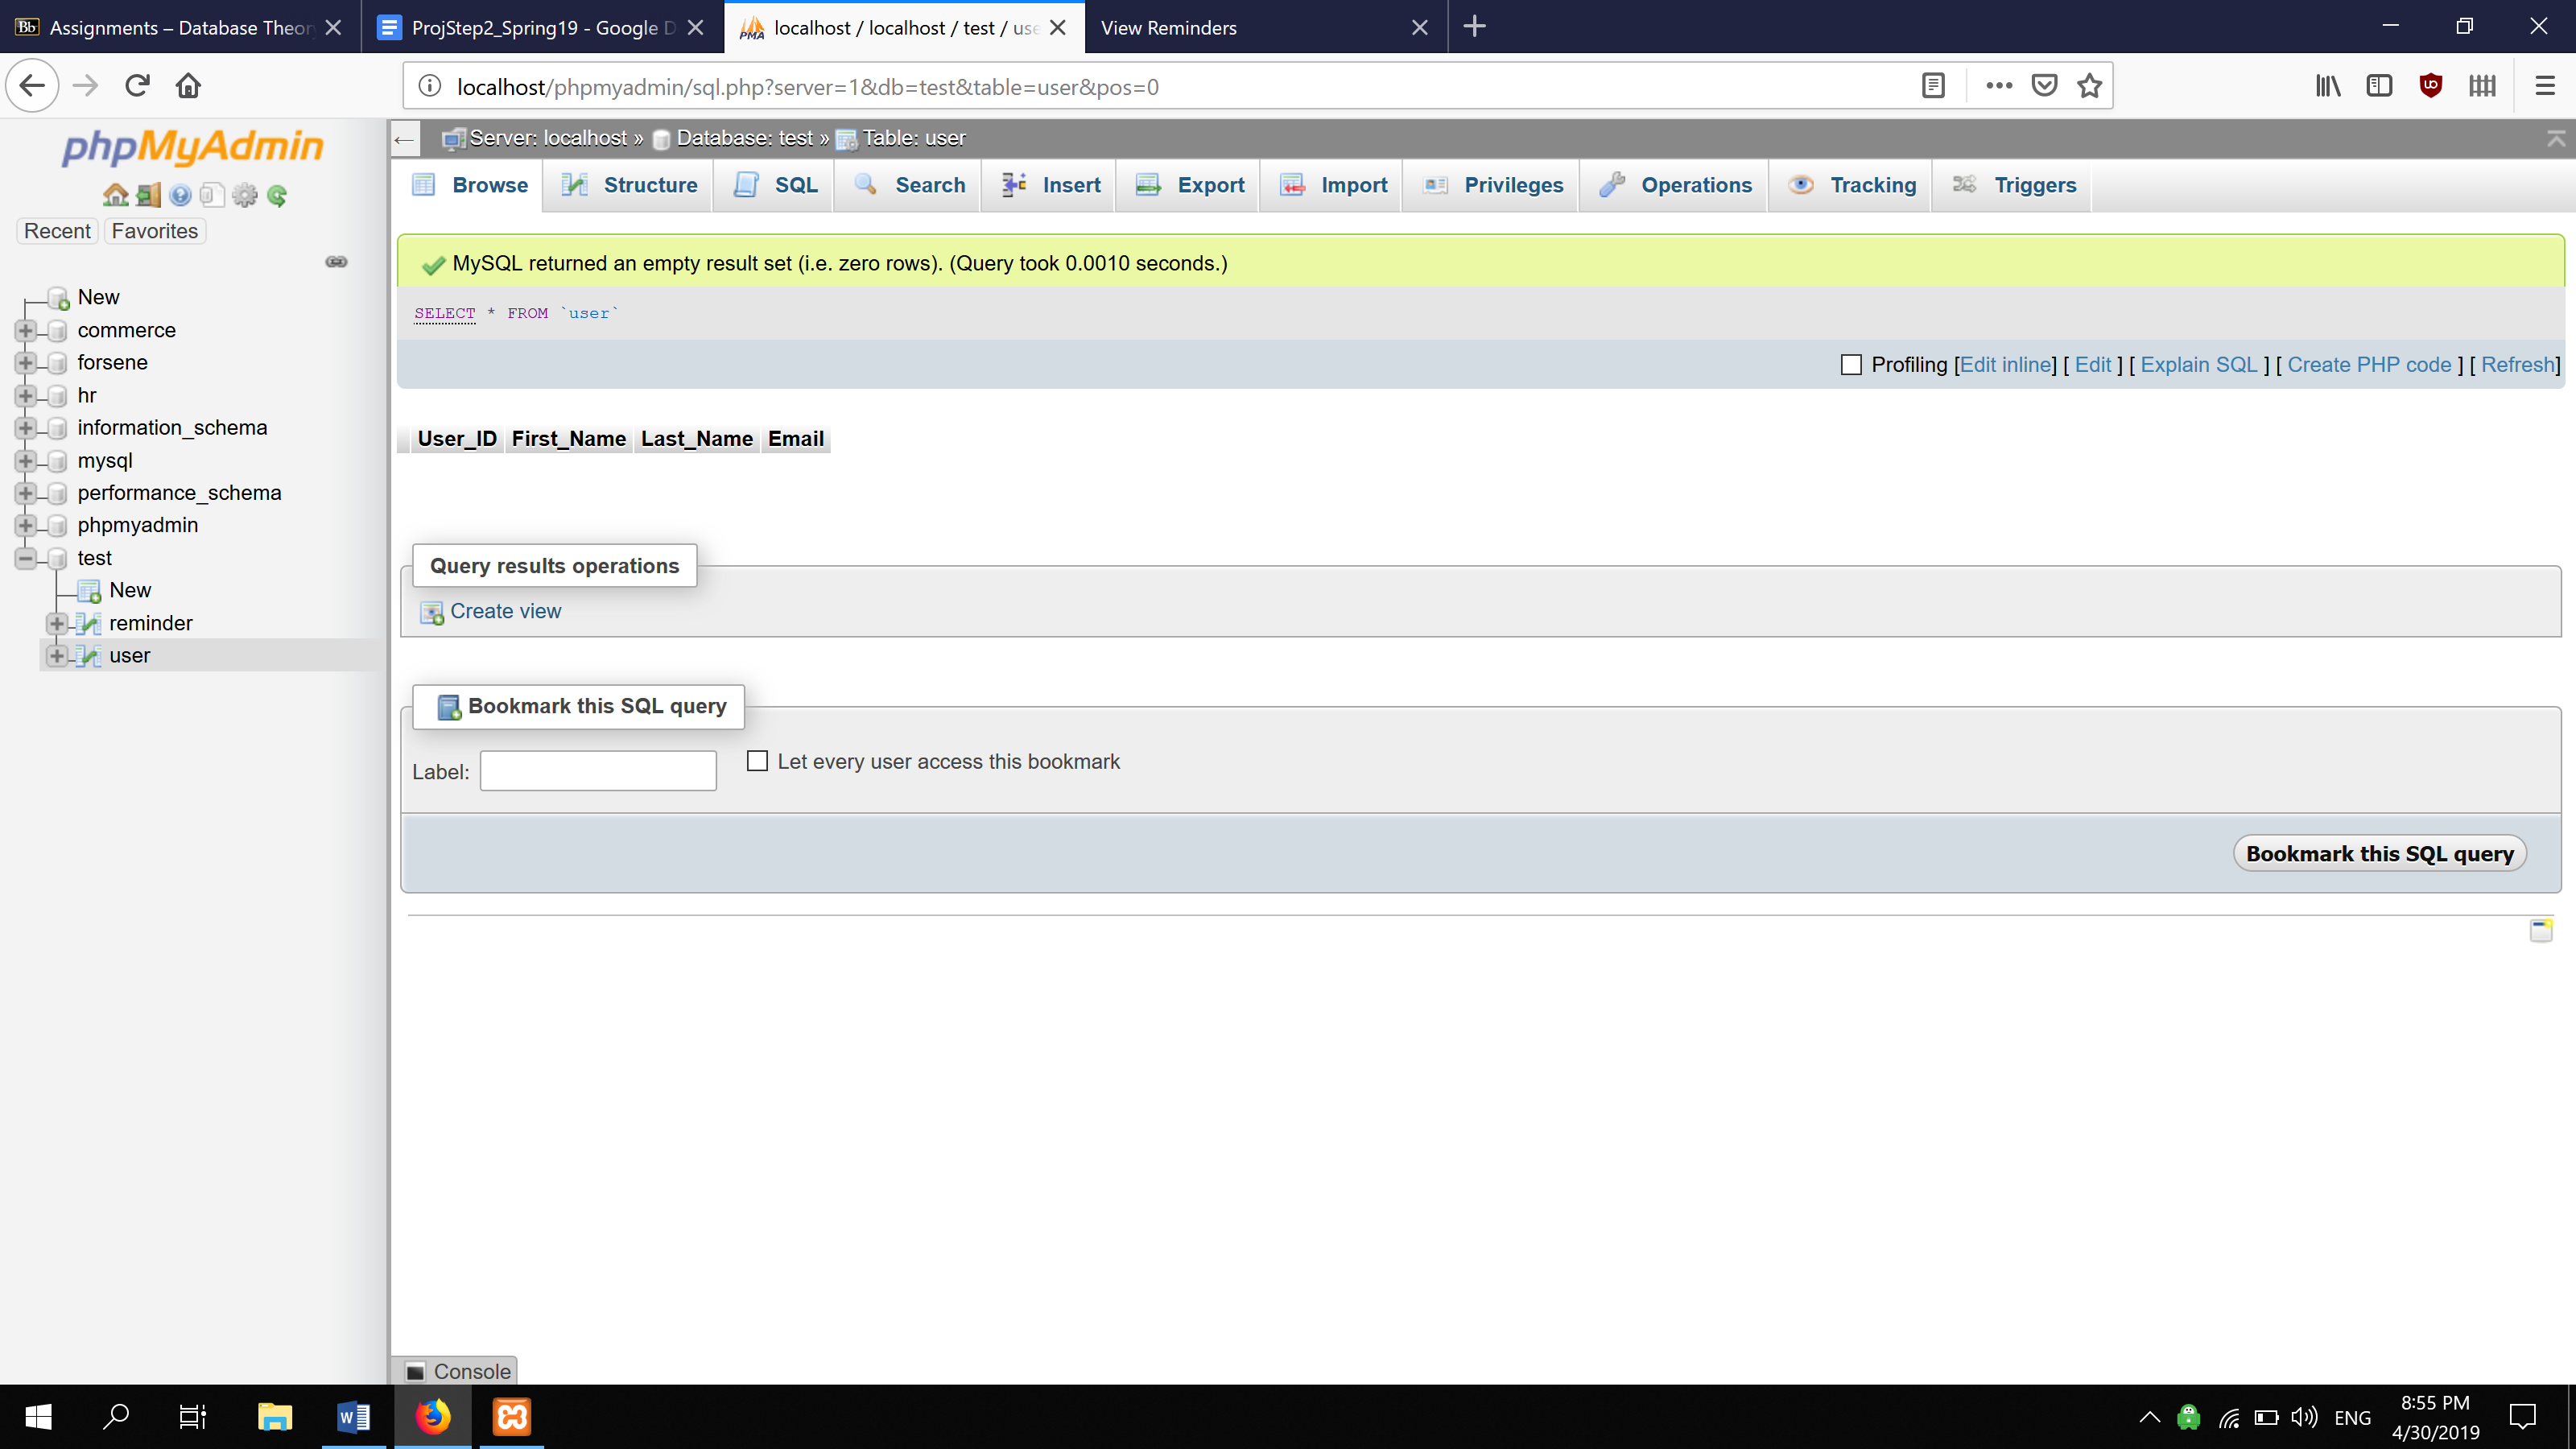 Bb Assignments – Database Theor
ProjStep2_Spring19 - Google D
PMA localhost / localhost / test / use
View Reminders
localhost/phpmyadmin/sql.php?server=1&db=test&table=user&pos=0
phpMyAdmin
Recent
Favorites
New
commerce
forsene
hr
information_schema
mysql
performance_schema
phpmyadmin
test
New
reminder
user
Server: localhost » Database: test » Table: user
Browse
Structure
SQL
Search
Insert
Export
Import
Privileges
Operations
Tracking
Triggers
MySQL returned an empty result set (i.e. zero rows). (Query took 0.0010 seconds.)
SELECT * FROM `user`
Profiling [Edit inline] [ Edit ] [ Explain SQL ] [ Create PHP code ] [ Refresh]
User_ID First_Name Last_Name Email
Query results operations
Create view
Bookmark this SQL query
Label:
Let every user access this bookmark
Bookmark this SQL query
Console
ENG
8:55 PM
4/30/2019